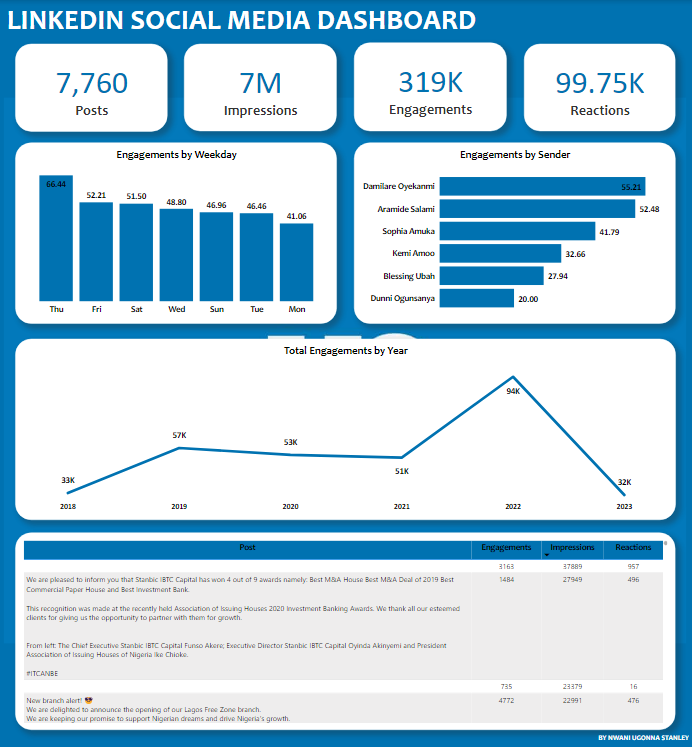 LINKEDIN SOCIAL MEDIA DASHBOARD
7,760
Posts
7M
Impressions
319K
Engagements
99.75K
Reactions
Engagements by Weekday
66.44
52.21
51.50
48.80
46.96
46.46
41.06
Thu
Fri
Sat
Wed
Sun
Tue
Mon
Engagements by Sender
Damilare Oyekanmi 55.21
Aramide Salami 52.48
Sophia Amuka 41.79
Kemi Amoo 32.66
Blessing Ubah 27.94
Dunni Ogunsanya 20.00
Total Engagements by Year
33K
57K
53K
51K
94K
32K
2018
2019
2020
2021
2022
2023
Post Engagements Impressions Reactions
3163 37889 957
We are pleased to inform you that Stanbic IBTC Capital has won 4 out of 9 awards namely: Best M&A House Best M&A Deal of 2019 Best 1484 27949 496
Commercial Paper House and Best Investment Bank.
This recognition was made at the recently held Association of Issuing Houses 2020 Investment Banking Awards. We thank all our esteemed
clients for giving us the opportunity to partner with them for growth.
From left: The Chief Executive Stanbic IBTC Capital Funso Akere; Executive Director Stanbic IBTC Capital Oyinda Akinyemi and President
Association of Issuing Houses of Nigeria Ike Chioke.
#ITCANBE
735 23379 16
New branch alert! 4772 22991 476
We are delighted to announce the opening of our Lagos Free Zone branch.
We are keeping our promise to support Nigerian dreams and drive Nigeria's growth.
BY NWANI UGONNA STANLEY